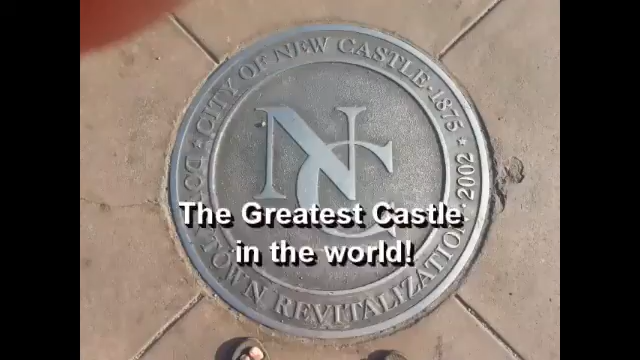 CITY OF NEW CASTLE · 1875 ★ 2002
NC
The Greatest Castle
in the world!
DOWNTOWN REVITALIZATION